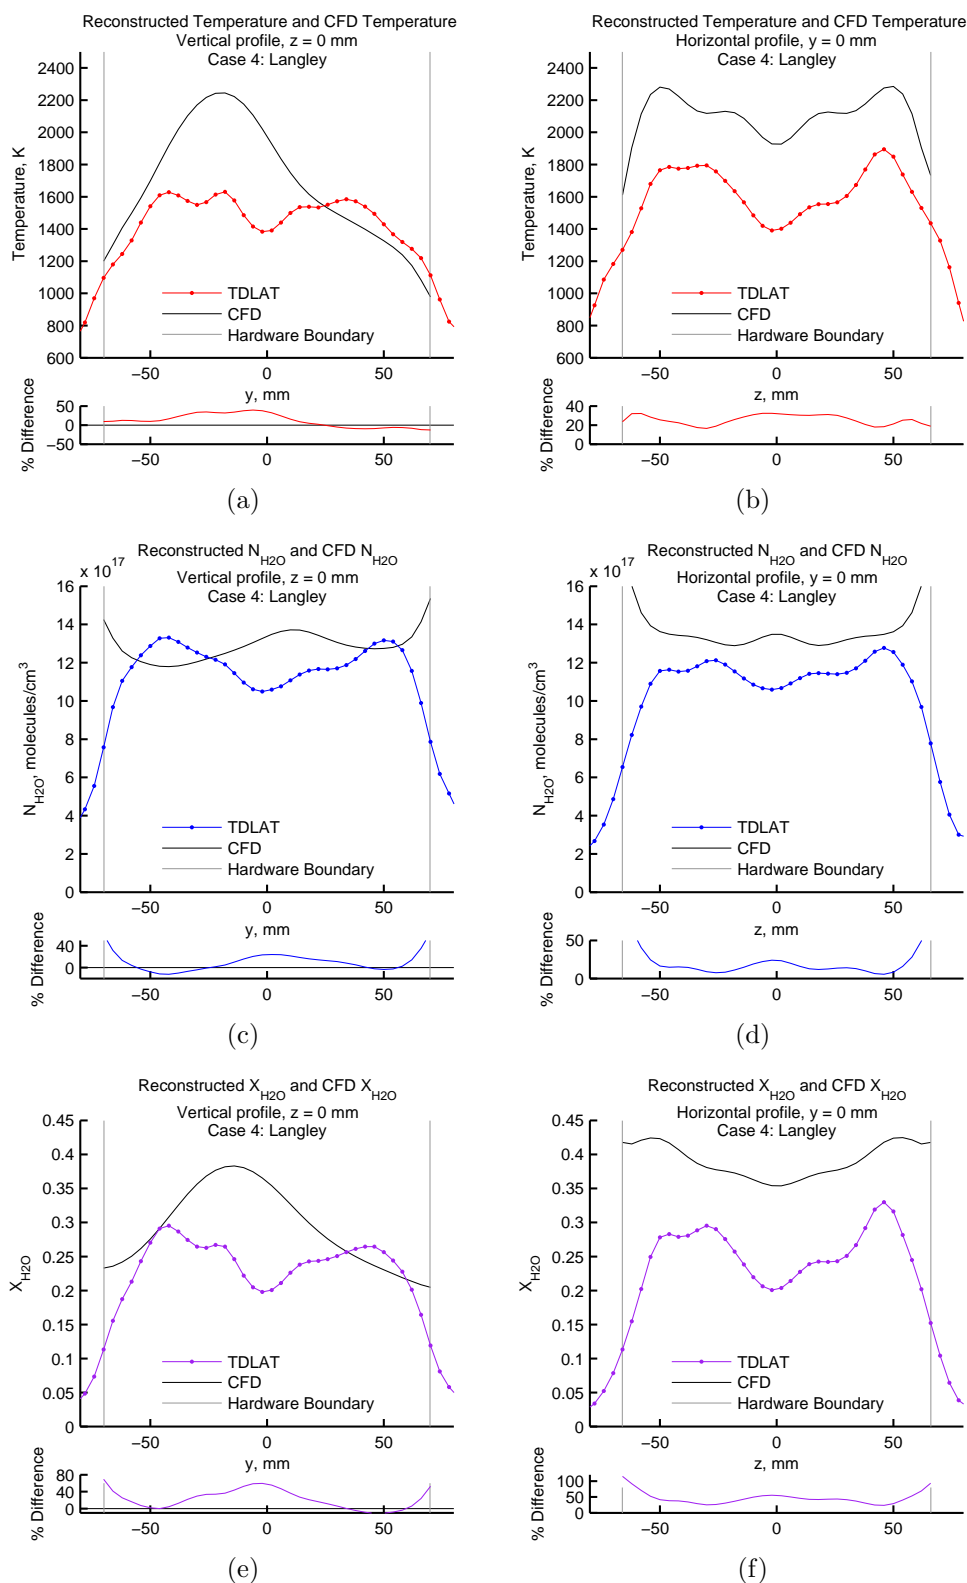 Reconstructed Temperature and CFD Temperature
Vertical profile, z = 0 mm
Case 4: Langley
2400
2200
2000
1800
1600
1400
1200
1000
800
600
Temperature, K
TDLAT
CFD
Hardware Boundary
−50 0 50
y, mm
% Difference
50
0
−50
−50 0 50
(a)
Reconstructed Temperature and CFD Temperature
Horizontal profile, y = 0 mm
Case 4: Langley
2400
2200
2000
1800
1600
1400
1200
1000
800
600
Temperature, K
TDLAT
CFD
Hardware Boundary
−50 0 50
z, mm
% Difference
40
20
0
−50 0 50
(b)
Reconstructed N_H2O and CFD N_H2O
x 10^17
Vertical profile, z = 0 mm
Case 4: Langley
16
14
12
10
8
6
4
2
0
N_H2O, molecules/cm^3
TDLAT
CFD
Hardware Boundary
−50 0 50
y, mm
% Difference
40
0
−50 0 50
(c)
Reconstructed N_H2O and CFD N_H2O
x 10^17
Horizontal profile, y = 0 mm
Case 4: Langley
16
14
12
10
8
6
4
2
0
N_H2O, molecules/cm^3
TDLAT
CFD
Hardware Boundary
−50 0 50
z, mm
% Difference
50
0
−50 0 50
(d)
Reconstructed X_H2O and CFD X_H2O
Vertical profile, z = 0 mm
Case 4: Langley
0.45
0.4
0.35
0.3
0.25
0.2
0.15
0.1
0.05
0
X_H2O
TDLAT
CFD
Hardware Boundary
−50 0 50
y, mm
% Difference
80
40
0
−50 0 50
(e)
Reconstructed X_H2O and CFD X_H2O
Horizontal profile, y = 0 mm
Case 4: Langley
0.45
0.4
0.35
0.3
0.25
0.2
0.15
0.1
0.05
0
X_H2O
TDLAT
CFD
Hardware Boundary
−50 0 50
z, mm
% Difference
100
50
0
−50 0 50
(f)